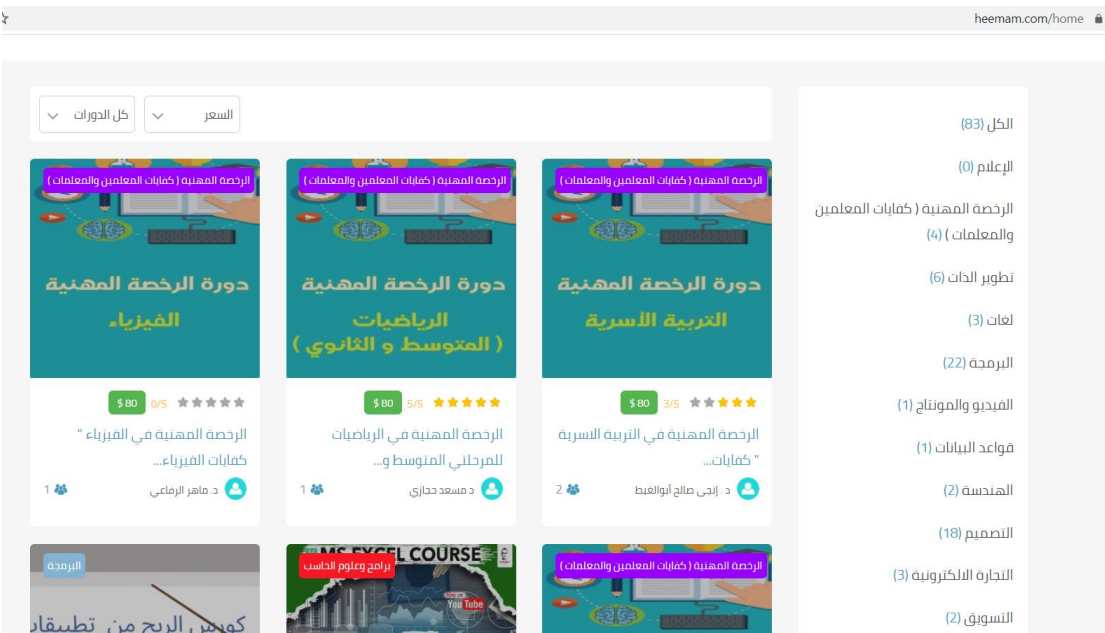 heemam.com/home
السعر
كل الدورات
الكل (83)
الإعلام (0)
الرخصة المهنية ( كفايات المعلمين
والمعلمات ) (4)
تطوير الذات (6)
لغات (3)
البرمجة (22)
الفيديو والمونتاج (1)
قواعد البيانات (1)
الهندسة (2)
التصميم (18)
التجارة الالكترونية (3)
التسويق (2)
الرخصة المهنية ( كفايات المعلمين والمعلمات )
دورة الرخصة المهنية
التربية الأسرية
3/5
$ 80
الرخصة المهنية في التربية الاسرية
" كفايات...
د . إنجى صالح أبوالغيط
2
الرخصة المهنية ( كفايات المعلمين والمعلمات )
دورة الرخصة المهنية
الرياضيات
( المتوسط و الثانوي )
5/5
$ 80
الرخصة المهنية في الرياضيات
للمرحلتي المتوسط و...
د مسعد حجازي
1
الرخصة المهنية ( كفايات المعلمين والمعلمات )
دورة الرخصة المهنية
الفيزياء
0/5
$ 80
الرخصة المهنية في الفيزياء "
كفايات الفيزياء...
د. ماهر الرفاعي
1
الرخصة المهنية ( كفايات المعلمين والمعلمات )
MS EXCEL COURSE
برامج وعلوم الحاسب
You Tube
البرمجة
كورس الربح من تطبيقات